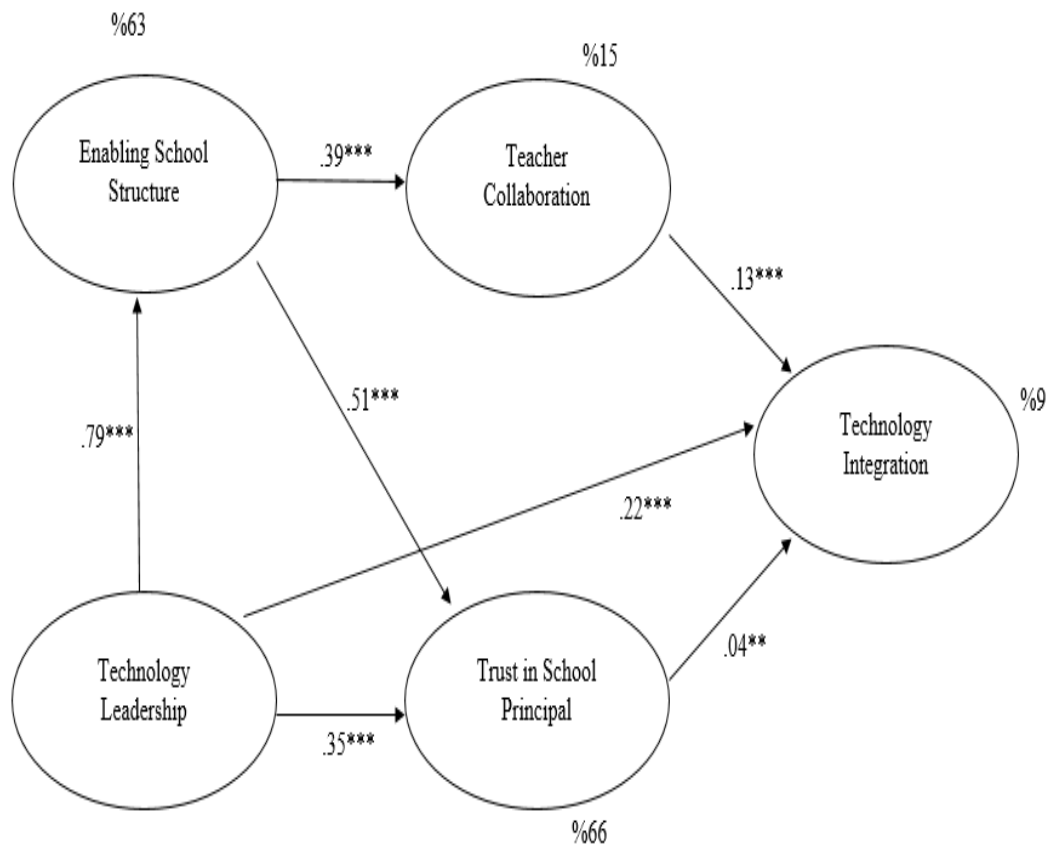 %63
%15
Enabling School
Structure
.39***
Teacher
Collaboration
.13***
.51***
.79***
%9
Technology
Integration
.22***
Technology
Leadership
.35***
Trust in School
Principal
.04**
%66